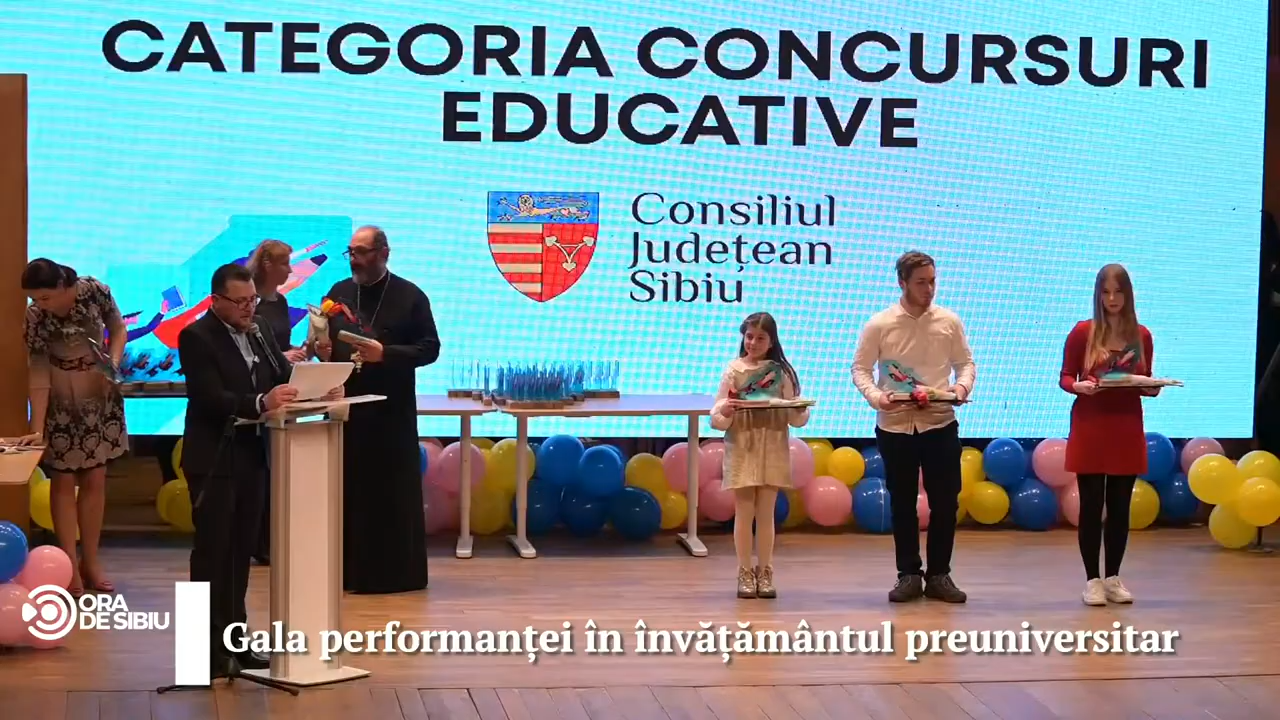 CATEGORIA CONCURSURI
EDUCATIVE
Consiliul
Județean
Sibiu
ORA
DE SIBIU
Gala performanței în învățământul preuniversitar